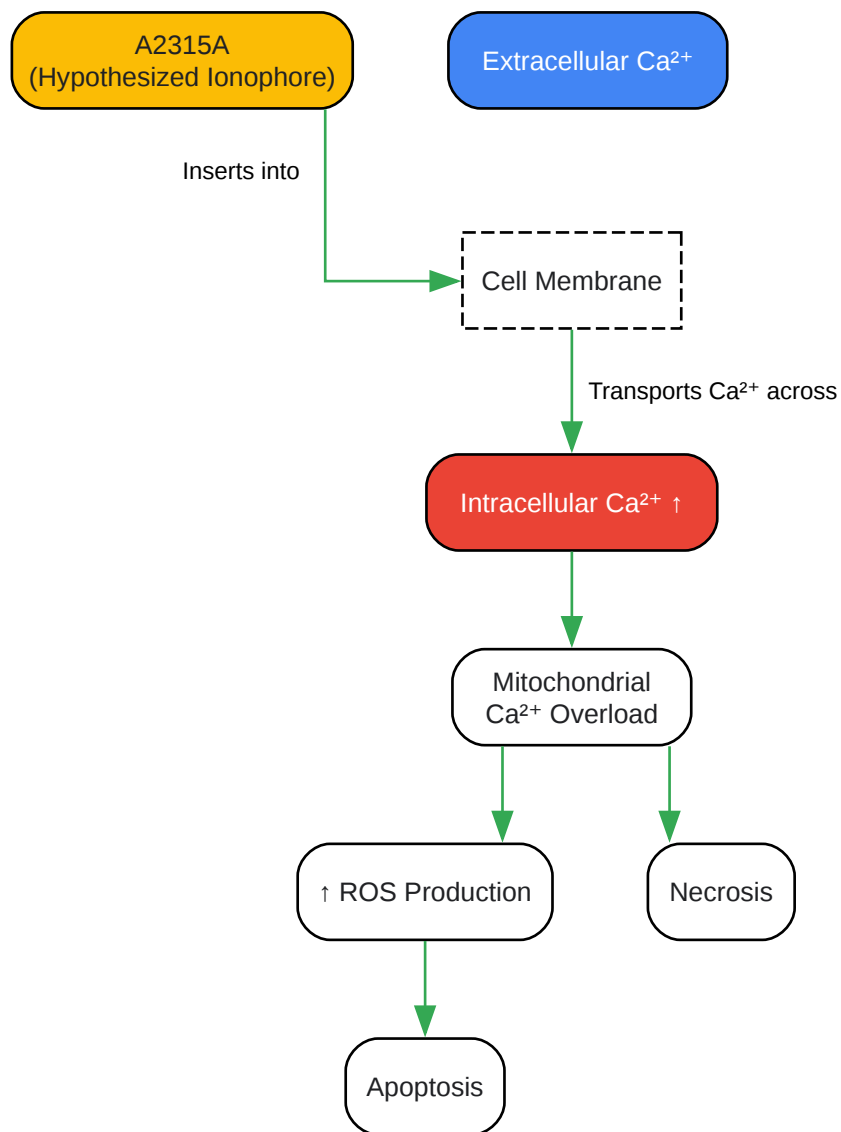 A2315A
(Hypothesized Ionophore)
Extracellular Ca²⁺
Inserts into
Cell Membrane
Transports Ca²⁺ across
Intracellular Ca²⁺ ↑
Mitochondrial
Ca²⁺ Overload
↑ ROS Production
Necrosis
Apoptosis